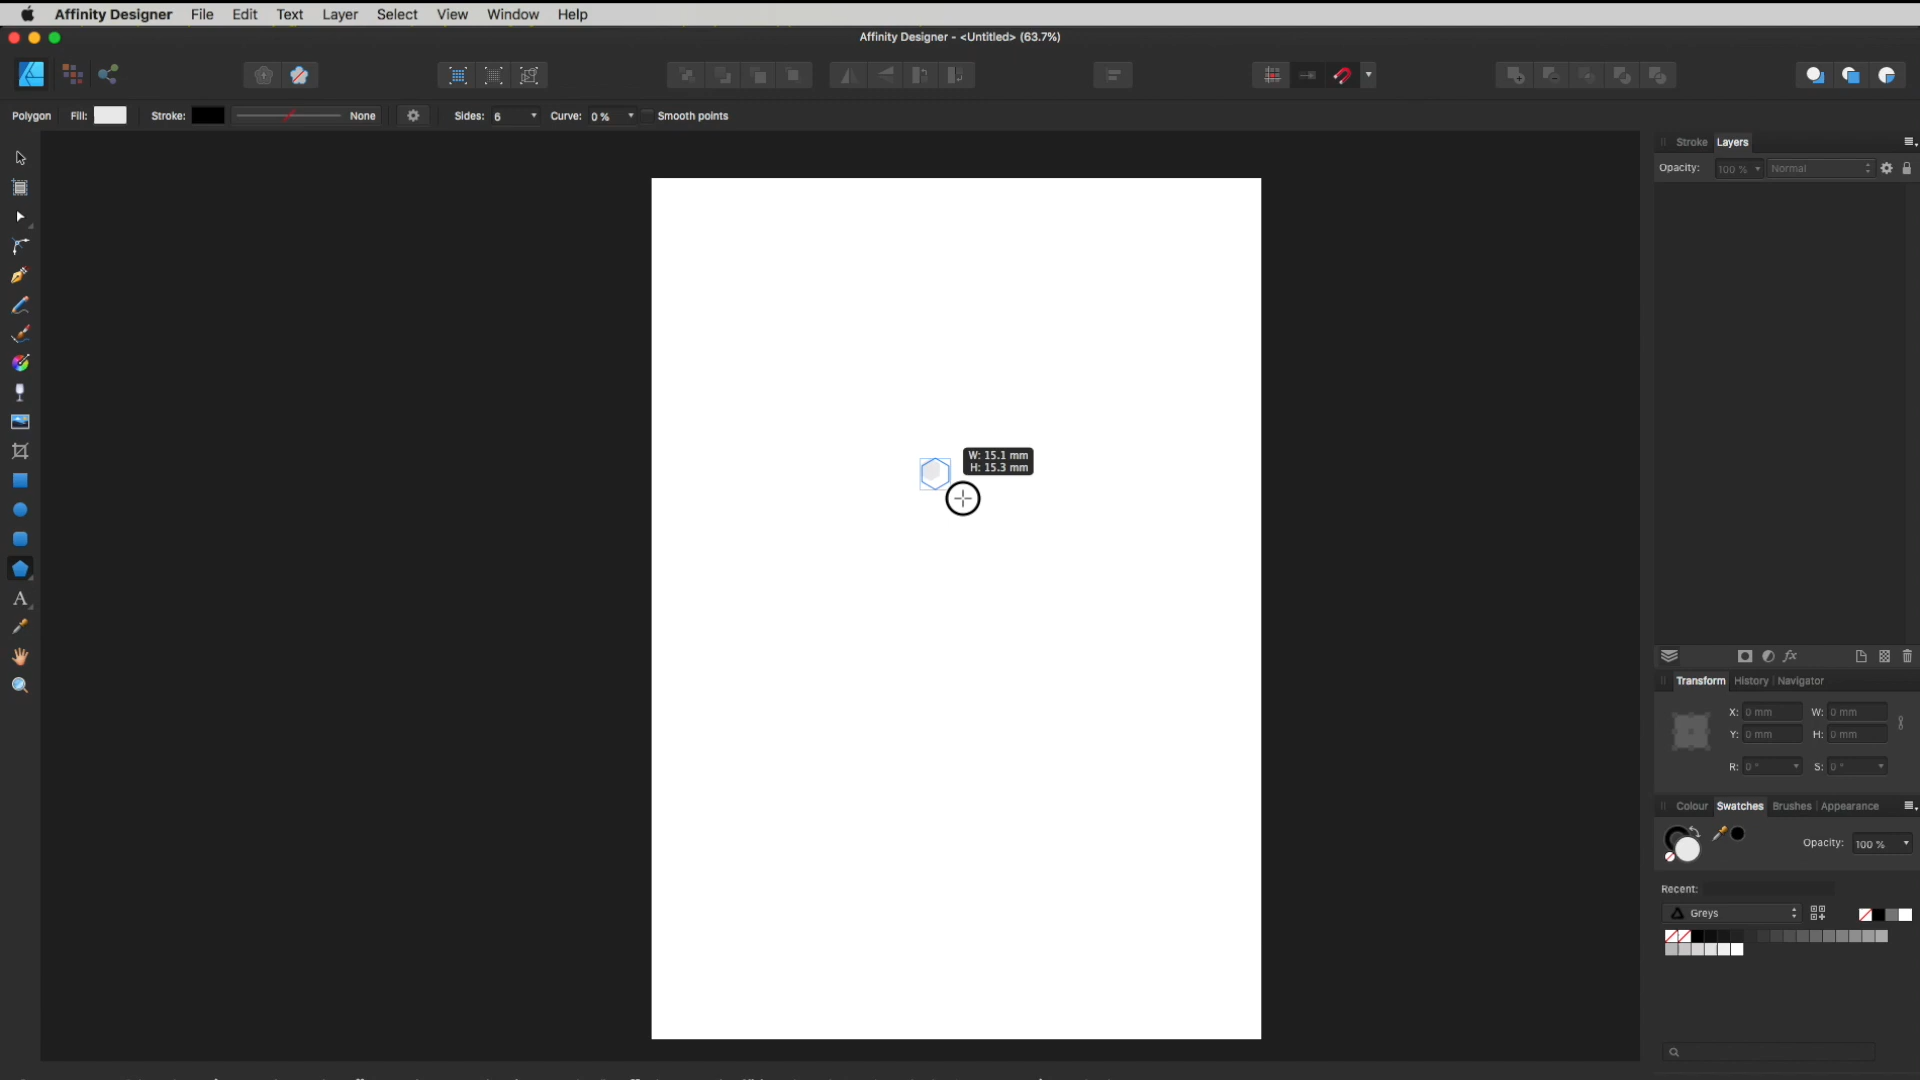 Affinity Designer File Edit Text Layer Select View Window Help
Affinity Designer - <Untitled> (63.7%)
Polygon Fill: Stroke: None Sides: 6 Curve: 0 % Smooth points
Stroke Layers
Opacity: 100 % Normal
W: 15.1 mm
H: 15.3 mm
A
fx
Transform History Navigator
X: 0 mm W: 0 mm
Y: 0 mm H: 0 mm
R: 0 ° S: 0 °
Colour Swatches Brushes Appearance
Opacity: 100 %
Recent:
Greys